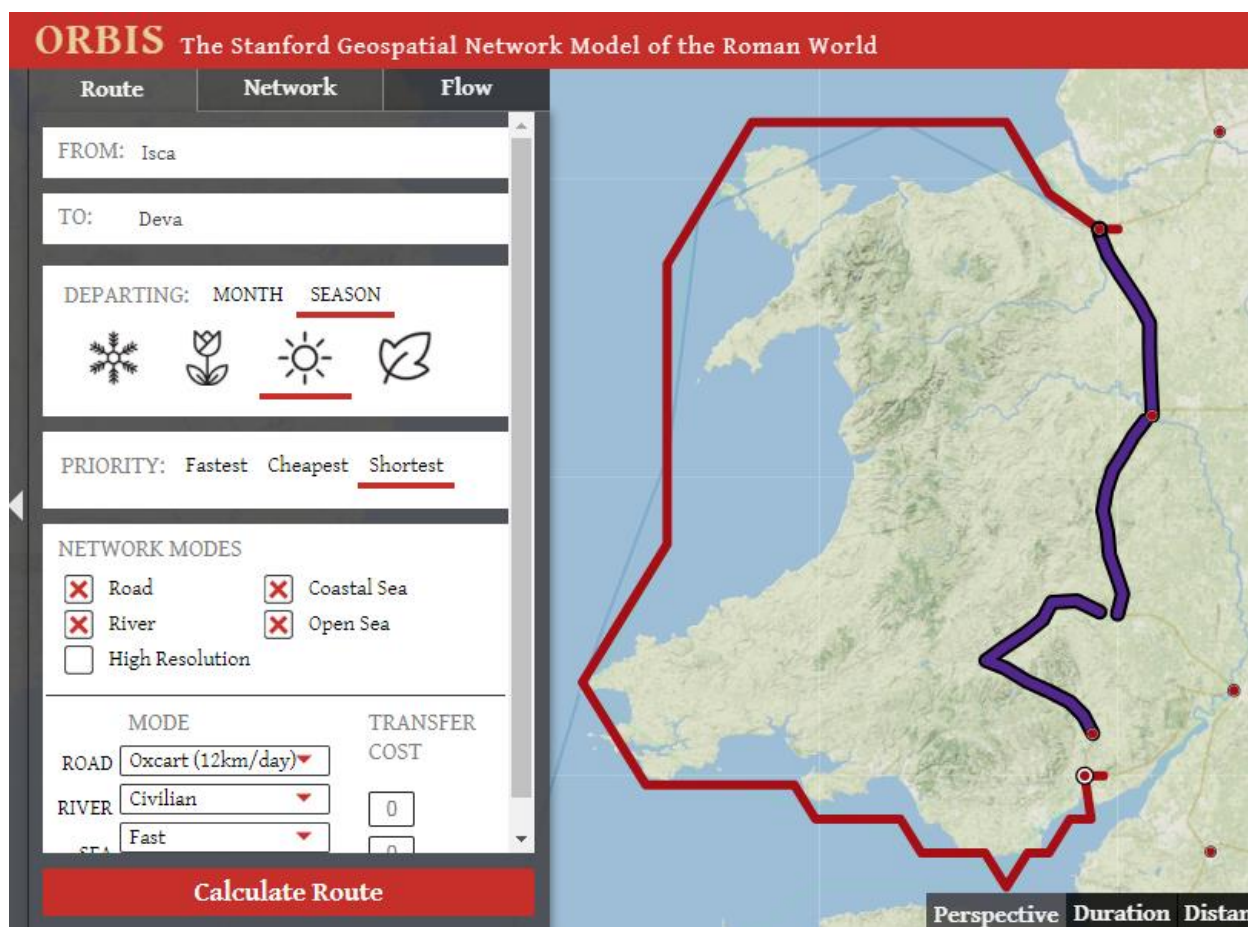 ORBIS The Stanford Geospatial Network Model of the Roman World
Route Network Flow
FROM: Isca
TO: Deva
DEPARTING: MONTH SEASON
PRIORITY: Fastest Cheapest Shortest
NETWORK MODES
Road Coastal Sea
River Open Sea
High Resolution
MODE TRANSFER COST
ROAD Oxcart (12km/day)
RIVER Civilian 0
SEA Fast 0
Calculate Route
Perspective Duration Distan